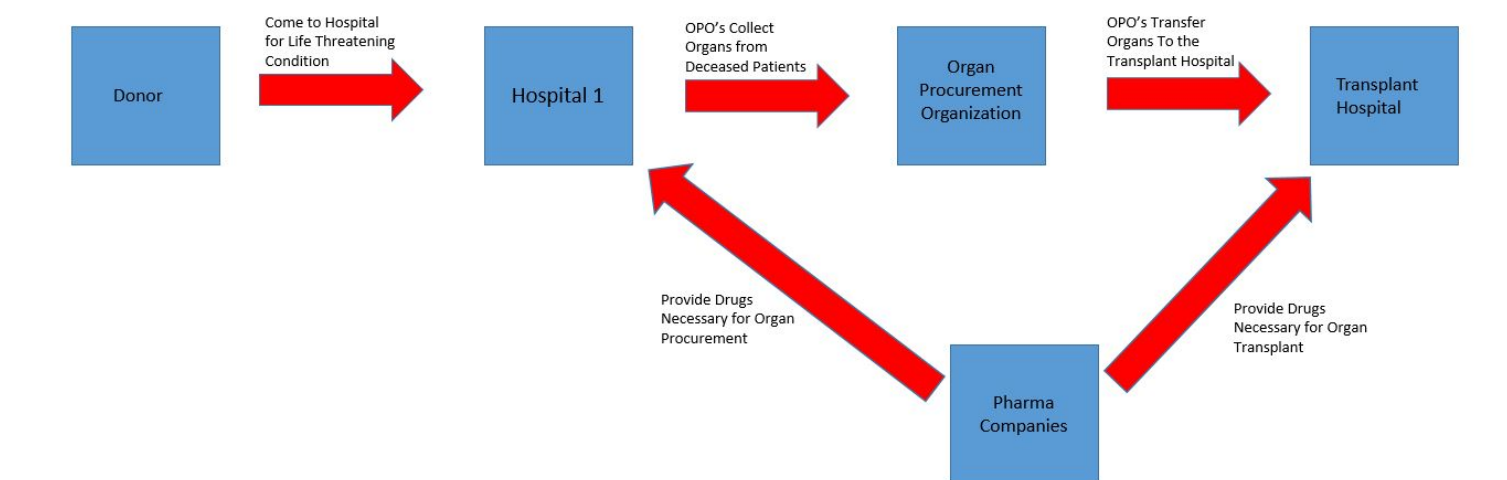 Come to Hospital
for Life Threatening
Condition
OPO’s Collect
Organs from
Deceased Patients
OPO’s Transfer
Organs To the
Transplant Hospital
Donor
Hospital 1
Organ
Procurement
Organization
Transplant
Hospital
Provide Drugs
Necessary for Organ
Procurement
Provide Drugs
Necessary for Organ
Transplant
Pharma
Companies